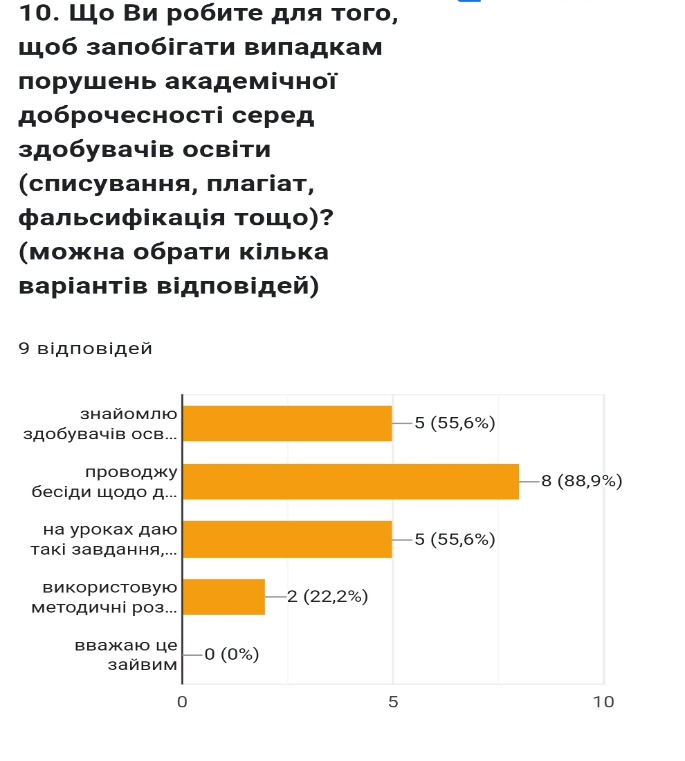 10. Що Ви робите для того,
щоб запобігати випадкам
порушень академічної
доброчесності серед
здобувачів освіти
(списування, плагіат,
фальсифікація тощо)?
(можна обрати кілька
варіантів відповідей)
9 відповідей
знайомлю
здобувачів осв...
5 (55,6%)
проводжу
бесіди щодо д...
8 (88,9%)
на уроках даю
такі завдання,...
5 (55,6%)
використовую
методичні роз...
2 (22,2%)
вважаю це
зайвим
0 (0%)
0
5
10